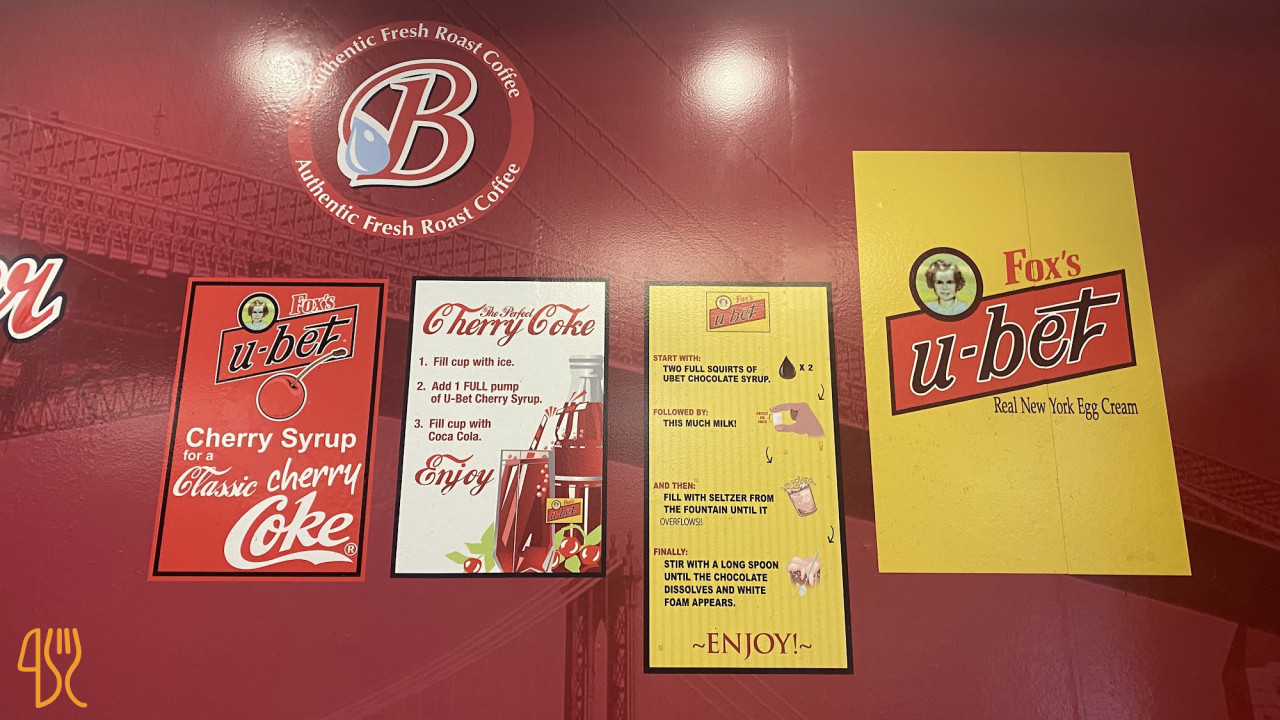 Authentic Fresh Roast Coffee
B
Authentic Fresh Roast Coffee
er
Fox's
u-bet
Cherry Syrup
for a
Classic cherry
Coke®
The Perfect
Cherry Coke
1. Fill cup with ice.
2. Add 1 FULL pump
of U-Bet Cherry Syrup.
3. Fill cup with
Coca Cola.
Enjoy
Fox's
u-bet
Fox's
u-bet
START WITH:
TWO FULL SQUIRTS OF
UBET CHOCOLATE SYRUP.
X 2
FOLLOWED BY:
THIS MUCH MILK!
AND THEN:
FILL WITH SELTZER FROM
THE FOUNTAIN UNTIL IT
OVERFLOWS!!
FINALLY:
STIR WITH A LONG SPOON
UNTIL THE CHOCOLATE
DISSOLVES AND WHITE
FOAM APPEARS.
~ENJOY!~
Fox's
u-bet
Real New York Egg Cream